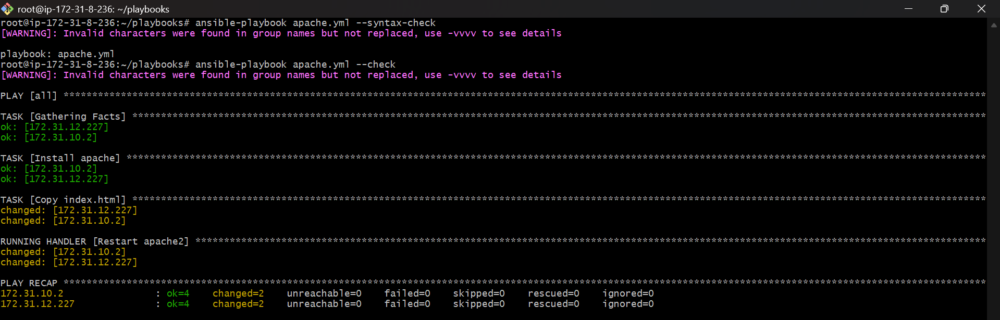 root@ip-172-31-8-236: ~/playbooks
root@ip-172-31-8-236:~/playbooks# ansible-playbook apache.yml --syntax-check
[WARNING]: Invalid characters were found in group names but not replaced, use -vvvv to see details
playbook: apache.yml
root@ip-172-31-8-236:~/playbooks# ansible-playbook apache.yml --check
[WARNING]: Invalid characters were found in group names but not replaced, use -vvvv to see details
PLAY [all] *****************************************************************************************************************************************************************
TASK [Gathering Facts] *****************************************************************************************************************************************************
ok: [172.31.12.227]
ok: [172.31.10.2]
TASK [Install apache] ******************************************************************************************************************************************************
ok: [172.31.10.2]
ok: [172.31.12.227]
TASK [Copy index.html] *****************************************************************************************************************************************************
changed: [172.31.12.227]
changed: [172.31.10.2]
RUNNING HANDLER [Restart apache2] ******************************************************************************************************************************************
changed: [172.31.10.2]
changed: [172.31.12.227]
PLAY RECAP *****************************************************************************************************************************************************************
172.31.10.2 : ok=4 changed=2 unreachable=0 failed=0 skipped=0 rescued=0 ignored=0
172.31.12.227 : ok=4 changed=2 unreachable=0 failed=0 skipped=0 rescued=0 ignored=0